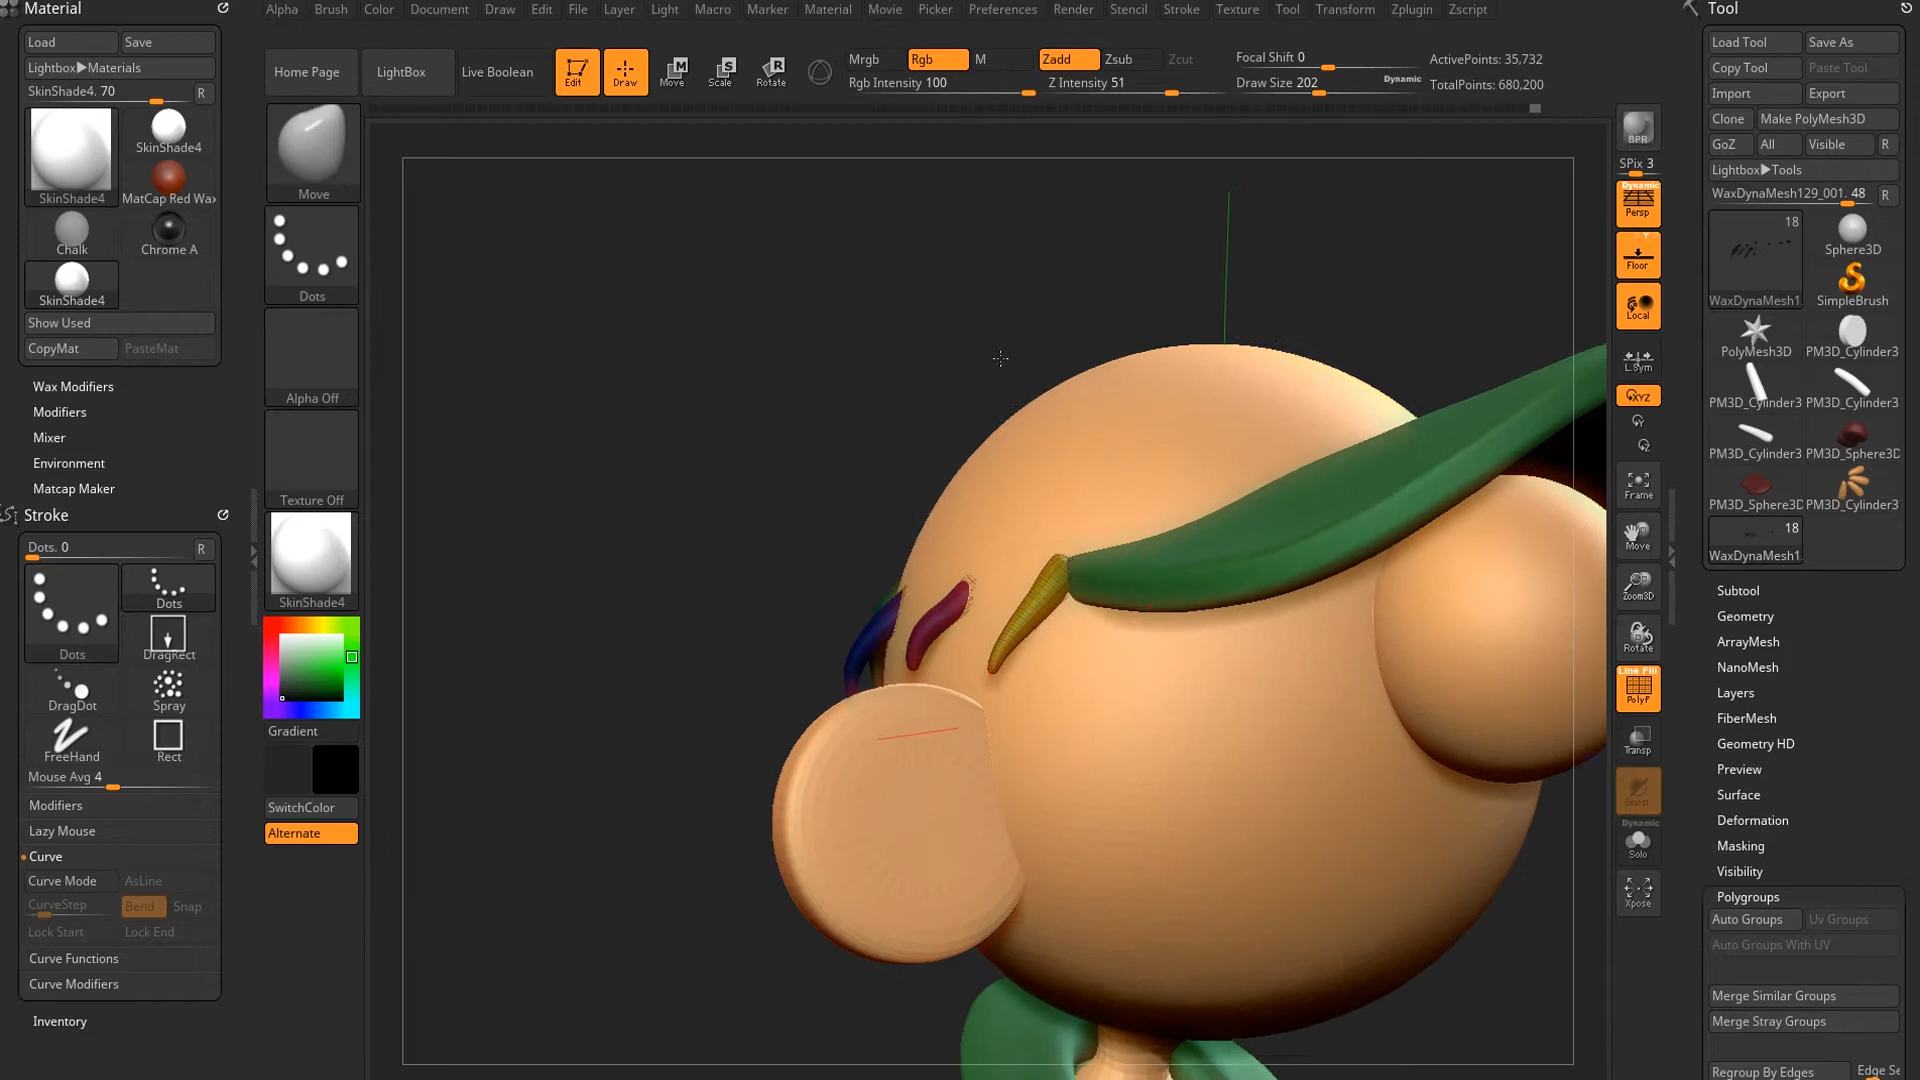 Material
Load
Save
Lightbox▶Materials
SkinShade4. 70
R
SkinShade4
SkinShade4
MatCap Red Wax
Chalk
Chrome A
SkinShade4
Show Used
CopyMat
PasteMat
Wax Modifiers
Modifiers
Mixer
Environment
Matcap Maker
Stroke
Dots. 0
R
Dots
Dots
DragRect
DragDot
Spray
FreeHand
Rect
Mouse Avg 4
Modifiers
Lazy Mouse
Curve
Curve Mode
AsLine
CurveStep
Bend
Snap
Lock Start
Lock End
Curve Functions
Curve Modifiers
Inventory
Alpha
Brush
Color
Document
Draw
Edit
File
Layer
Light
Macro
Marker
Material
Movie
Picker
Preferences
Render
Stencil
Stroke
Texture
Tool
Transform
Zplugin
Zscript
Home Page
LightBox
Live Boolean
Edit
Draw
Move
Scale
Rotate
Mrgb
Rgb
M
Rgb Intensity 100
Zadd
Zsub
Zcut
Z Intensity 51
Focal Shift 0
Draw Size 202
Dynamic
ActivePoints: 35,732
TotalPoints: 680,200
Move
Dots
Alpha Off
Texture Off
SkinShade4
Gradient
SwitchColor
Alternate
BPR
SPix 3
Dynamic
Persp
Floor
Local
L.Sym
XYZ
Frame
Move
Zoom3D
Rotate
Line Fill
PolyF
Transp
Ghost
Dynamic
Solo
Xpose
Tool
Load Tool
Save As
Copy Tool
Paste Tool
Import
Export
Clone
Make PolyMesh3D
GoZ
All
Visible
R
Lightbox▶Tools
WaxDynaMesh129_001. 48
R
18
WaxDynaMesh1
Sphere3D
SimpleBrush
PolyMesh3D
PM3D_Cylinder3
PM3D_Cylinder3
PM3D_Cylinder3
PM3D_Cylinder3
PM3D_Sphere3D
PM3D_Sphere3D
PM3D_Cylinder3
18
WaxDynaMesh1
Subtool
Geometry
ArrayMesh
NanoMesh
Layers
FiberMesh
Geometry HD
Preview
Surface
Deformation
Masking
Visibility
Polygroups
Auto Groups
Uv Groups
Auto Groups With UV
Merge Similar Groups
Merge Stray Groups
Regroup By Edges
Edge Se